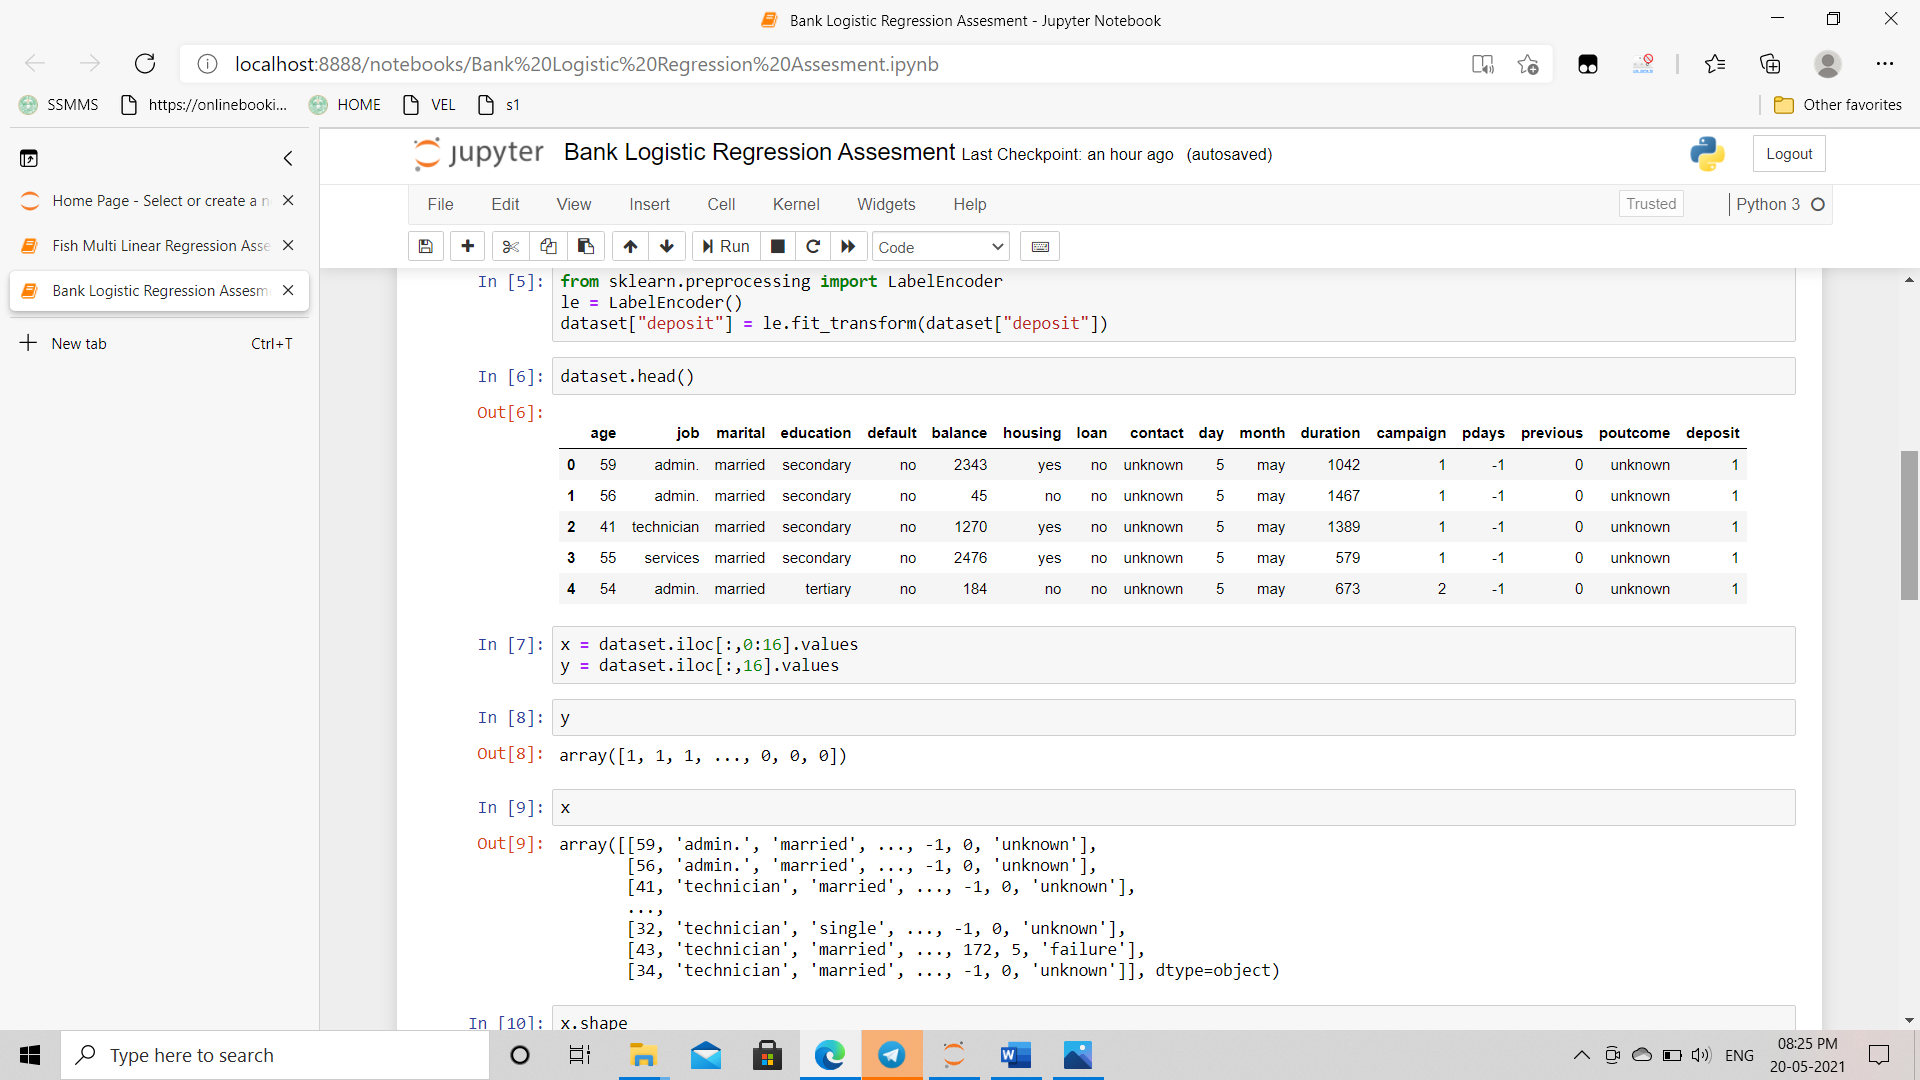 Bank Logistic Regression Assesment - Jupyter Notebook
localhost:8888/notebooks/Bank%20Logistic%20Regression%20Assesment.ipynb
SSMMS https://onlinebooki... HOME VEL s1 Other favorites
jupyter Bank Logistic Regression Assesment Last Checkpoint: an hour ago (autosaved) Logout
Home Page - Select or create a n
Fish Multi Linear Regression Asse
Bank Logistic Regression Assesm
New tab Ctrl+T
File Edit View Insert Cell Kernel Widgets Help Trusted Python 3
Run Code
In [5]: from sklearn.preprocessing import LabelEncoder
le = LabelEncoder()
dataset["deposit"] = le.fit_transform(dataset["deposit"])
In [6]: dataset.head()
Out[6]:
age job marital education default balance housing loan contact day month duration campaign pdays previous poutcome deposit
0 59 admin. married secondary no 2343 yes no unknown 5 may 1042 1 -1 0 unknown 1
1 56 admin. married secondary no 45 no no unknown 5 may 1467 1 -1 0 unknown 1
2 41 technician married secondary no 1270 yes no unknown 5 may 1389 1 -1 0 unknown 1
3 55 services married secondary no 2476 yes no unknown 5 may 579 1 -1 0 unknown 1
4 54 admin. married tertiary no 184 no no unknown 5 may 673 2 -1 0 unknown 1
In [7]: x = dataset.iloc[:,0:16].values
y = dataset.iloc[:,16].values
In [8]: y
Out[8]: array([1, 1, 1, ..., 0, 0, 0])
In [9]: x
Out[9]: array([[59, 'admin.', 'married', ..., -1, 0, 'unknown'],
[56, 'admin.', 'married', ..., -1, 0, 'unknown'],
[41, 'technician', 'married', ..., -1, 0, 'unknown'],
...,
[32, 'technician', 'single', ..., -1, 0, 'unknown'],
[43, 'technician', 'married', ..., 172, 5, 'failure'],
[34, 'technician', 'married', ..., -1, 0, 'unknown']], dtype=object)
In [10]: x.shape
Type here to search
ENG
08:25 PM
20-05-2021